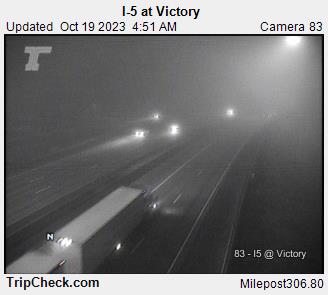 I-5 at Victory
Updated Oct 19 2023 4:51 AM Camera 83
T
N
83 - I5 @ Victory
TripCheck.com Milepost306.80